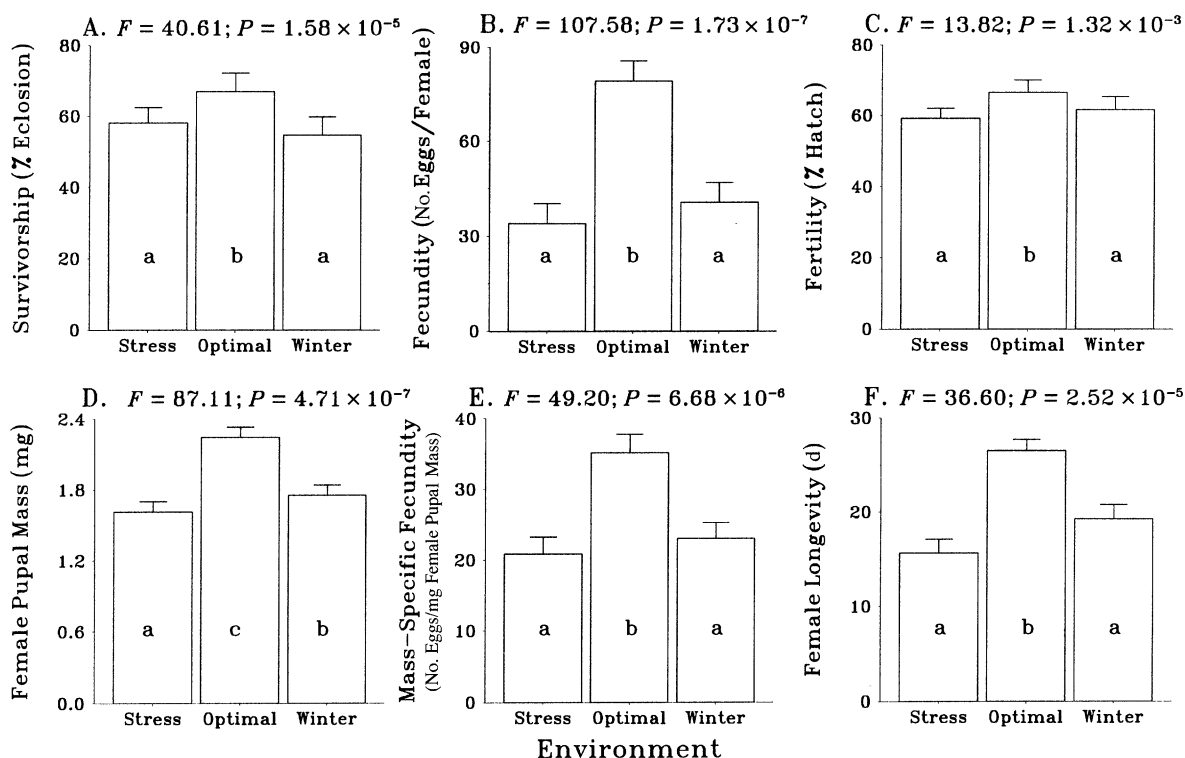 A. F = 40.61; P = 1.58 × 10⁻⁵
Survivorship (% Eclosion)
80
60
40
20
0
a b a
Stress Optimal Winter
B. F = 107.58; P = 1.73 × 10⁻⁷
Fecundity (No. Eggs/Female)
90
60
30
0
a b a
Stress Optimal Winter
C. F = 13.82; P = 1.32 × 10⁻³
Fertility (% Hatch)
80
60
40
20
0
a b a
Stress Optimal Winter
D. F = 87.11; P = 4.71 × 10⁻⁷
Female Pupal Mass (mg)
2.4
1.8
1.2
0.6
0.0
a c b
Stress Optimal Winter
E. F = 49.20; P = 6.68 × 10⁻⁶
Mass-Specific Fecundity
(No. Eggs/mg Female Pupal Mass)
40
30
20
10
0
a b a
Stress Optimal Winter
F. F = 36.60; P = 2.52 × 10⁻⁵
Female Longevity (d)
30
20
10
0
a b a
Stress Optimal Winter
Environment